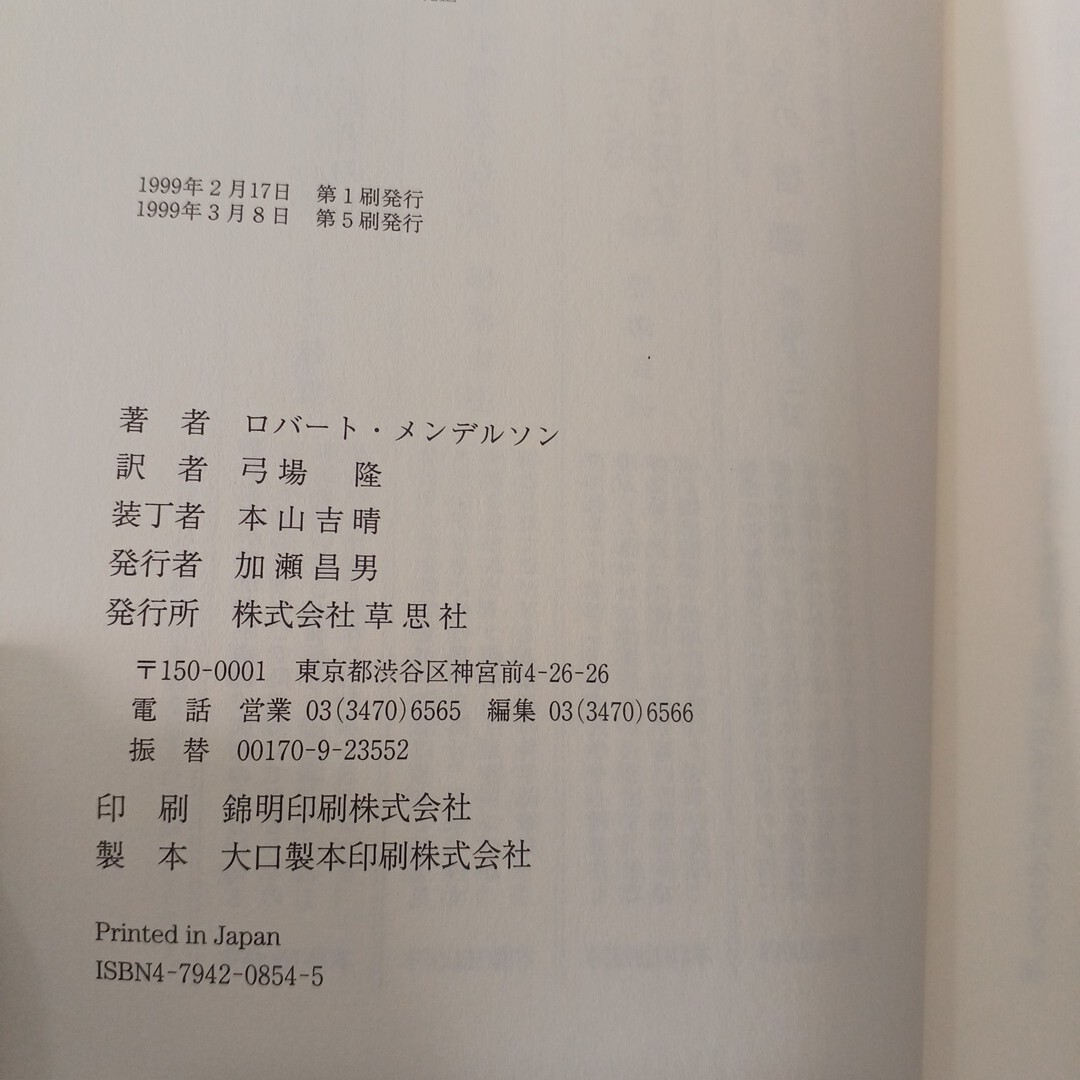 1999年2月17日 第1刷発行
1999年3月8日 第5刷発行
著者 ロバート・メンデルソン
訳者 弓場 隆
装丁者 本山吉晴
発行者 加瀬昌男
発行所 株式会社草思社
〒150-0001 東京都渋谷区神宮前4-26-26
電話 営業 03(3470)6565 編集 03(3470)6566
振替 00170-9-23552
印刷 錦明印刷株式会社
製本 大口製本印刷株式会社
Printed in Japan
ISBN4-7942-0854-5